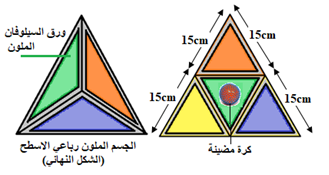 ورق السيلوفان
الملون
15cm
15cm
15cm
15cm
كرة مضيئة
الجسم الملون رباعي الاسطح
(الشكل النهائي)